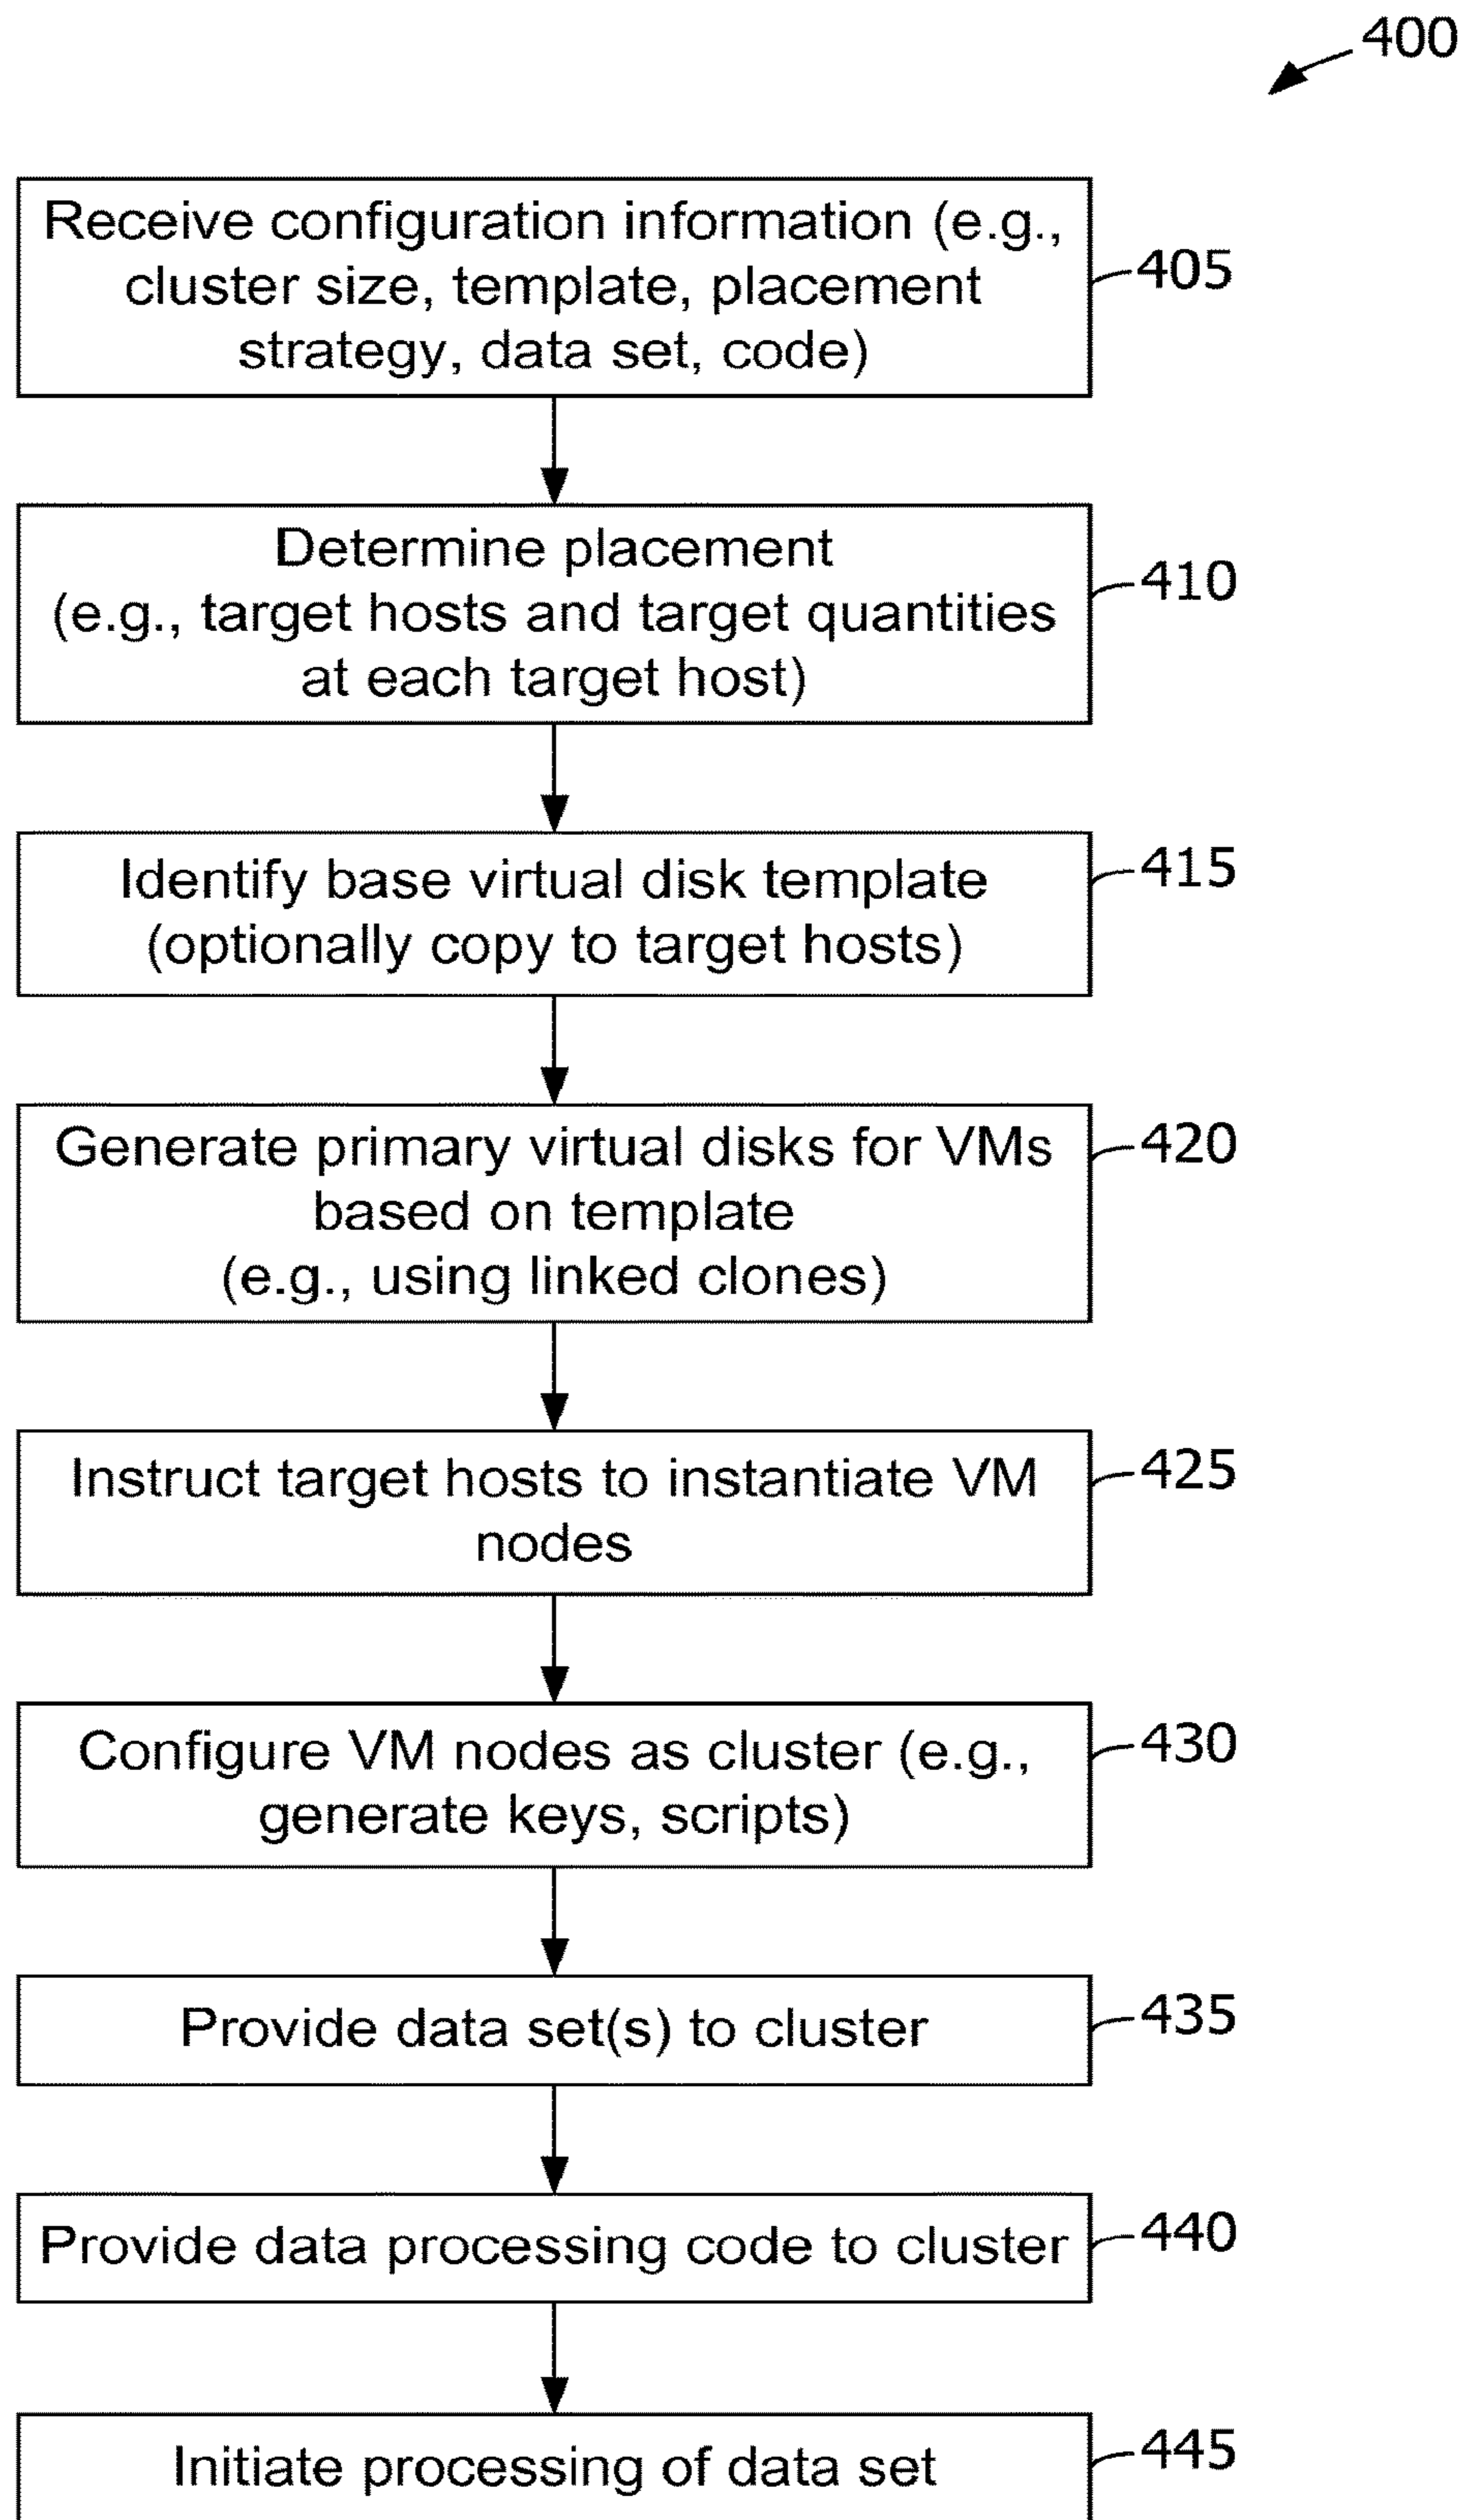 400
Receive configuration information (e.g.,
cluster size, template, placement
strategy, data set, code)
405
Determine placement
(e.g., target hosts and target quantities
at each target host)
410
Identify base virtual disk template
(optionally copy to target hosts)
415
Generate primary virtual disks for VMs
based on template
(e.g., using linked clones)
420
Instruct target hosts to instantiate VM
nodes
425
Configure VM nodes as cluster (e.g.,
generate keys, scripts)
430
Provide data set(s) to cluster
435
Provide data processing code to cluster
440
Initiate processing of data set
445